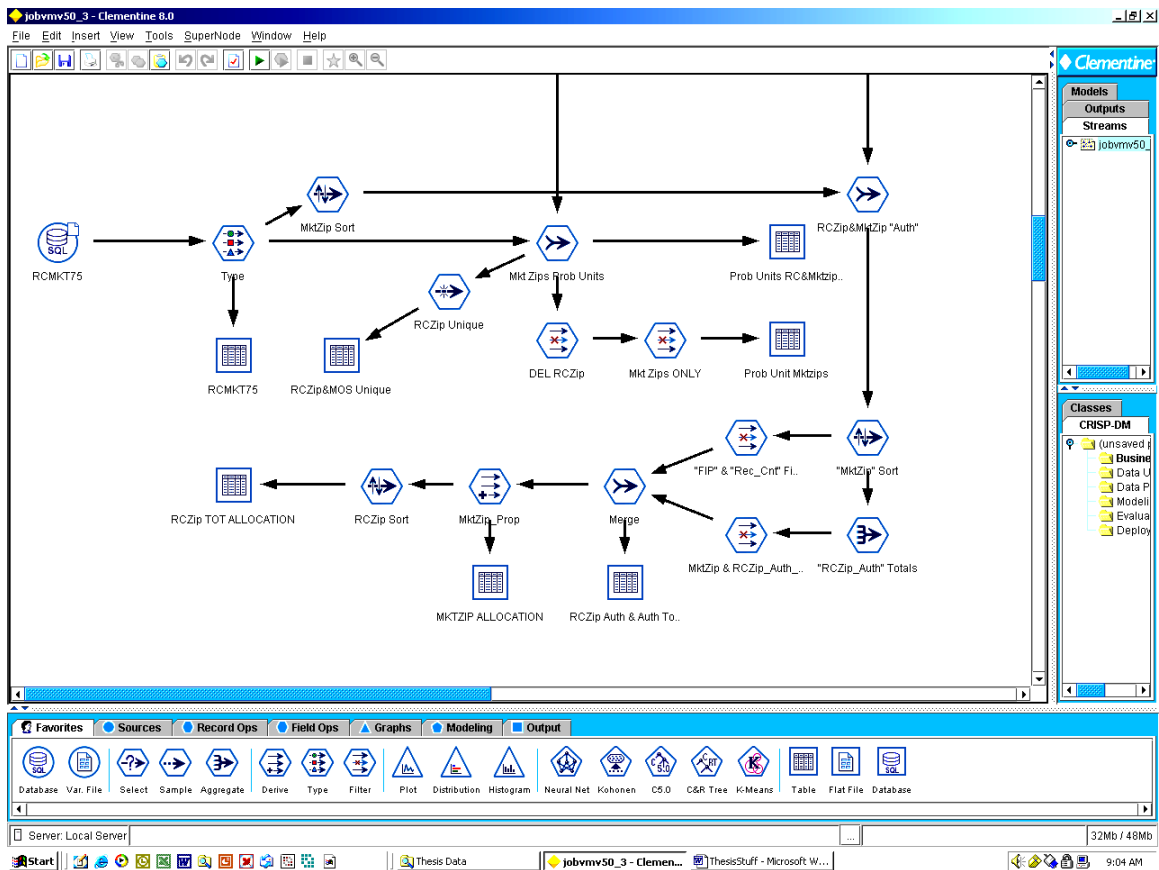 jobvmv50_3 - Clementine 8.0
File Edit Insert View Tools SuperNode Window Help
Clementine
Models
Outputs
Streams
jobvmv50_
MktZip Sort
RCZip&MktZip "Auth"
SQL
RCMKT75
Type
Mkt Zips Prob Units
Prob Units RC&Mktzip..
RCZip Unique
RCMKT75
RCZip&MOS Unique
DEL RCZip
Mkt Zips ONLY
Prob Unit Mktzips
Classes
CRISP-DM
(unsaved p
Busine
Data U
Data P
Modeli
Evalua
Deploy
"FIP" & "Rec_Cnt" Fi..
"MktZip" Sort
RCZip TOT ALLOCATION
RCZip Sort
MktZip_Prop
Merge
MktZip & RCZip_Auth_..
"RCZip_Auth" Totals
MKTZIP ALLOCATION
RCZip Auth & Auth To..
Favorites Sources Record Ops Field Ops Graphs Modeling Output
SQL C 5.0 C&RT K SQL
Database Var. File Select Sample Aggregate Derive Type Filter Plot Distribution Histogram Neural Net Kohonen C5.0 C&R Tree K-Means Table Flat File Database
Server: Local Server ... 32Mb / 48Mb
Start Thesis Data jobvmv50_3 - Clemen... ThesisStuff - Microsoft W... 9:04 AM